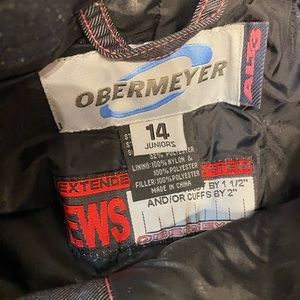 OBERMEYER
ALT3
14
JUNIORS
LINING: 100% NYLON &
100% POLYESTER
FILLER: 100% POLYESTER
MADE IN CHINA
EXTENDE
EWS
BY 1 1/2"
AND/OR CUFFS BY 2"